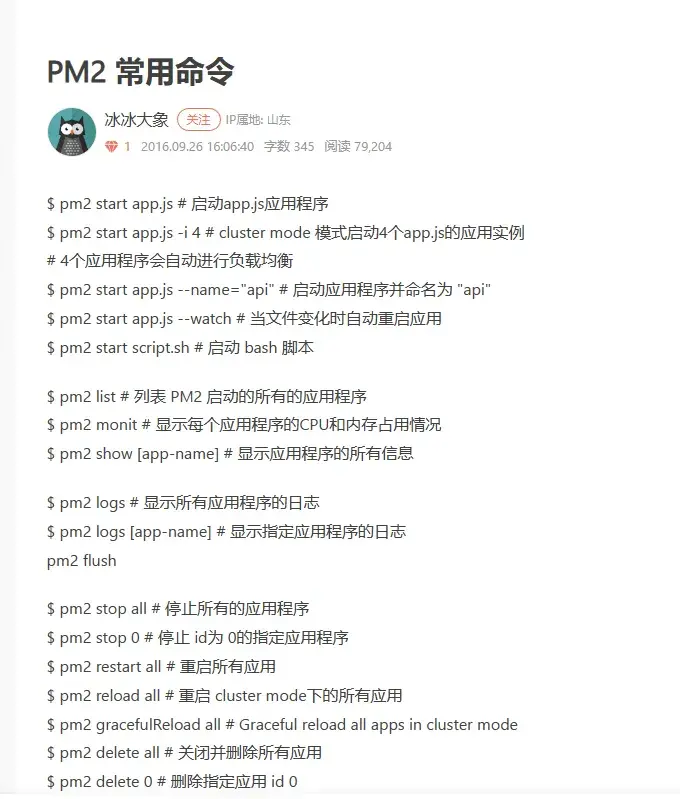 PM2 常用命令
冰冰大象 关注 IP属地: 山东
1 2016.09.26 16:06:40 字数 345 阅读 79,204
$ pm2 start app.js # 启动app.js应用程序
$ pm2 start app.js -i 4 # cluster mode 模式启动4个app.js的应用实例
# 4个应用程序会自动进行负载均衡
$ pm2 start app.js --name="api" # 启动应用程序并命名为 "api"
$ pm2 start app.js --watch # 当文件变化时自动重启应用
$ pm2 start script.sh # 启动 bash 脚本
$ pm2 list # 列表 PM2 启动的所有的应用程序
$ pm2 monit # 显示每个应用程序的CPU和内存占用情况
$ pm2 show [app-name] # 显示应用程序的所有信息
$ pm2 logs # 显示所有应用程序的日志
$ pm2 logs [app-name] # 显示指定应用程序的日志
pm2 flush
$ pm2 stop all # 停止所有的应用程序
$ pm2 stop 0 # 停止 id为 0的指定应用程序
$ pm2 restart all # 重启所有应用
$ pm2 reload all # 重启 cluster mode下的所有应用
$ pm2 gracefulReload all # Graceful reload all apps in cluster mode
$ pm2 delete all # 关闭并删除所有应用
$ pm2 delete 0 # 删除指定应用 id 0